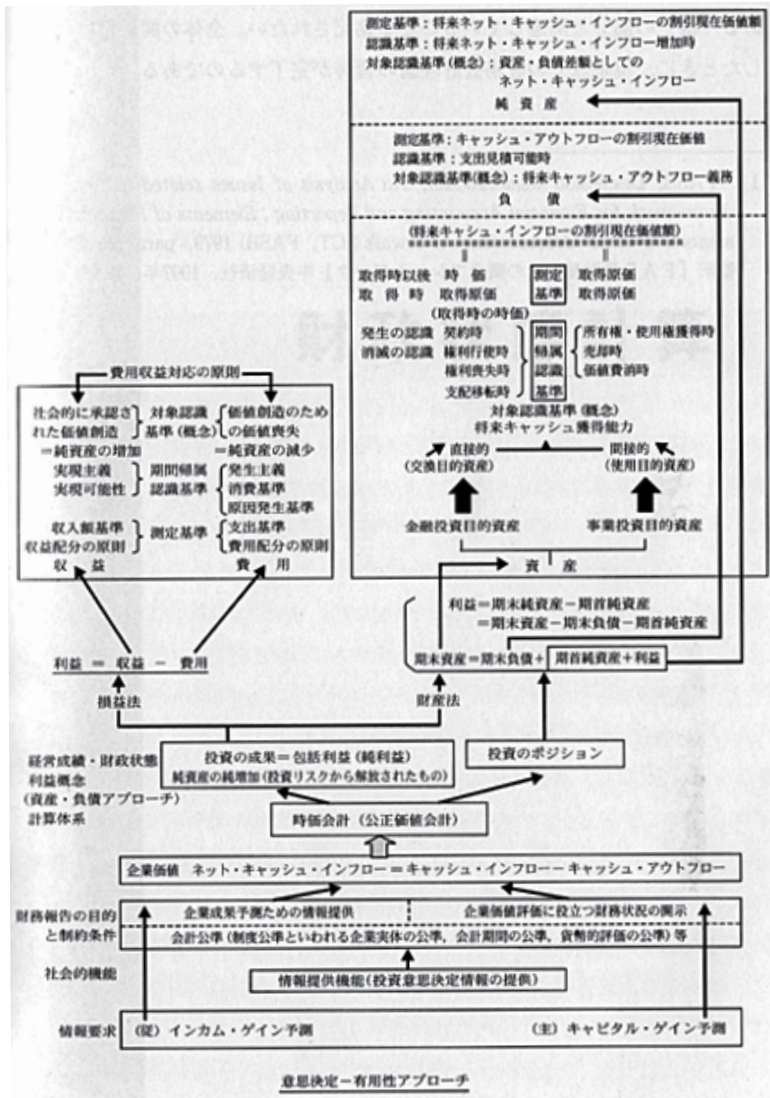 測定基準：将来ネット・キャッシュ・インフローの割引現在価値額
認識基準：将来ネット・キャッシュ・インフロー増加時
対象認識基準(概念)：資産・負債差額としての
ネット・キャッシュ・インフロー
純 資 産
測定基準：キャッシュ・アウトフローの割引現在価値
認識基準：支出見積可能時
対象認識基準(概念)：将来キャッシュ・アウトフロー義務
負 債
(将来キャッシュ・インフローの割引現在価値額)
取得時以後 時 価 測定 取得原価
取 得 時 取得原価 基準 取得原価
(取得時の時価)
発生の認識 契約時 期間 所有権・使用権獲得時
消滅の認識 権利行使時 帰属 売却時
権利喪失時 認識 価値費消時
支配移転時 基準
対象認識基準(概念)
将来キャッシュ獲得能力
直接的 間接的
(交換目的資産) (使用目的資産)
金融投資目的資産 事業投資目的資産
資 産
費用収益対応の原則
社会的に承認さ 対象認識 価値創造のため
れた価値創造 基準(概念) の価値喪失
＝純資産の増加 ＝純資産の減少
実現主義 期間帰属 発生主義
実現可能性 認識基準 消費基準
原因発生基準
収入額基準 測定基準 支出基準
収益配分の原則 費用配分の原則
収 益 費 用
利益＝期末純資産－期首純資産
＝期末資産－期末負債－期首純資産
利益 ＝ 収益 － 費用
期末資産＝期末負債＋ 期首純資産＋利益
損益法 財産法
経営成績・財政状態
利益概念
(資産・負債アプローチ)
計算体系
投資の成果＝包括利益(純利益)
純資産の純増加(投資リスクから解放されたもの)
投資のポジション
時価会計(公正価値会計)
企業価値 ネット・キャッシュ・インフロー＝キャッシュ・インフロー－キャッシュ・アウトフロー
財務報告の目的
と制約条件
企業成果予測ための情報提供 企業価値評価に役立つ財務状況の開示
会計公準(制度公準といわれる企業実体の公準，会計期間の公準，貨幣的評価の公準)等
社会的機能
情報提供機能(投資意思決定情報の提供)
情報要求 (従)インカム・ゲイン予測 (主)キャピタル・ゲイン予測
意思決定－有用性アプローチ